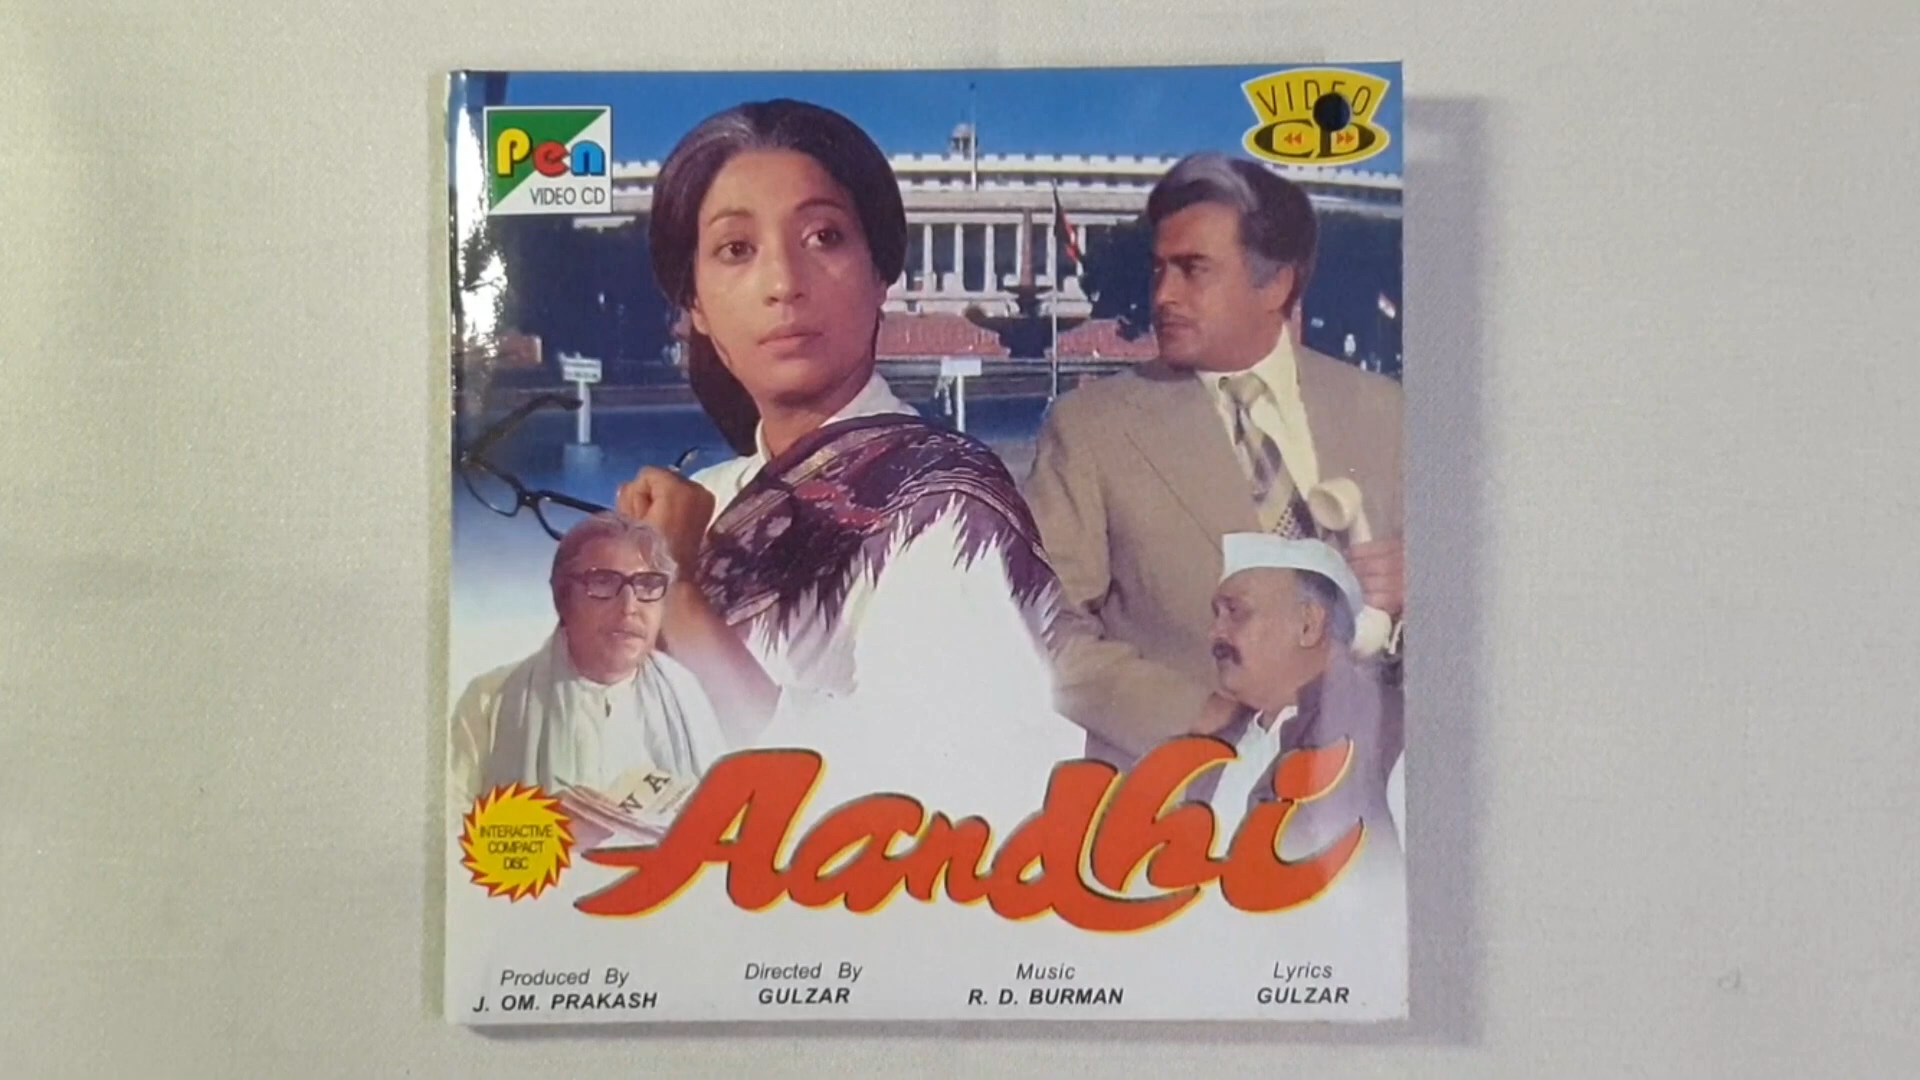 Pen
VIDEO CD
VIDEO
CD
N A
INTERACTIVE
COMPACT
DISC
Aandhi
Produced By
J. OM. PRAKASH
Directed By
GULZAR
Music
R. D. BURMAN
Lyrics
GULZAR